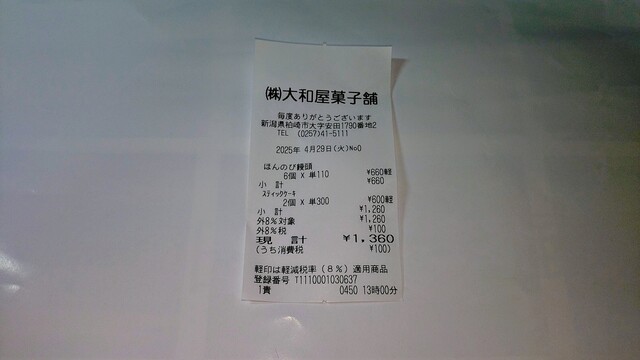 ㈱大和屋菓子舗
毎度ありがとうございます
新潟県柏崎市大字安田1790番地2
TEL (0257)41-5111
2025年 4月29日(火)No0
ほんのび饅頭 ¥660軽
6個 X 単110
小 計 ¥660
スティックケーキ ¥600軽
2個 X 単300
小 計 ¥1,260
外8%対象 ¥1,260
外8%税 ¥100
現 計 ¥1,360
(うち消費税 ¥100)
軽印は軽減税率(8%)適用商品
登録番号 T1110001030637
1責 0450 13時00分